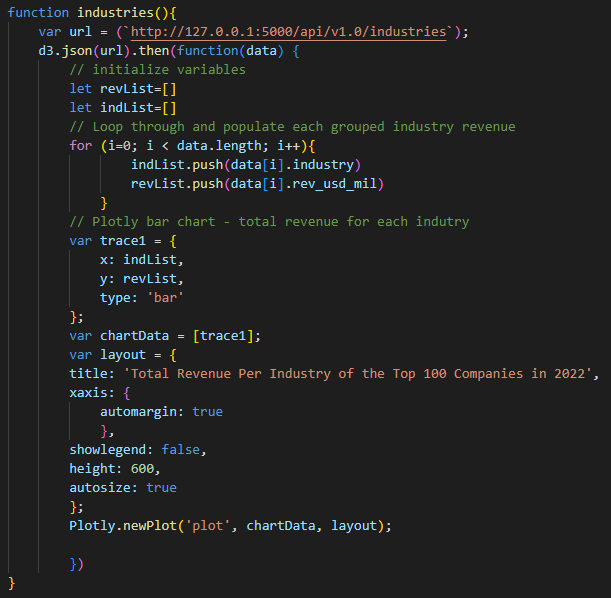 function industries(){
    var url = (`http://127.0.0.1:5000/api/v1.0/industries`);
    d3.json(url).then(function(data) {
        // initialize variables
        let revList=[]
        let indList=[]
        // Loop through and populate each grouped industry revenue
        for (i=0; i < data.length; i++){
                indList.push(data[i].industry)
                revList.push(data[i].rev_usd_mil)
            }
        // Plotly bar chart - total revenue for each indutry
        var trace1 = {
            x: indList,
            y: revList,
            type: 'bar'
        };
        var chartData = [trace1];
        var layout = {
        title: 'Total Revenue Per Industry of the Top 100 Companies in 2022',
        xaxis: {
            automargin: true
            },
        showlegend: false,
        height: 600,
        autosize: true
        };
        Plotly.newPlot('plot', chartData, layout);

        })
}